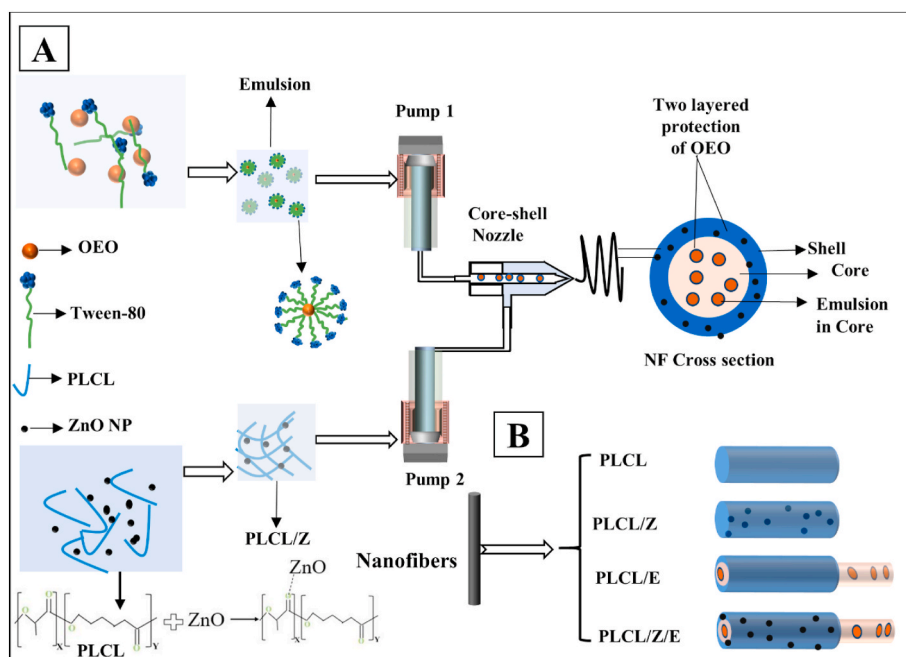 A
Emulsion
Pump 1
Two layered
protection
of OEO
Core-shell
Nozzle
OEO
Shell
Core
Tween-80
Emulsion
in Core
NF Cross section
PLCL
ZnO NP
B
Pump 2
PLCL
PLCL/Z
PLCL/Z
Nanofibers
PLCL/E
PLCL/Z/E
ZnO
O
O
O
O
X
Y
ZnO
O
O
O
O
X
Y
PLCL